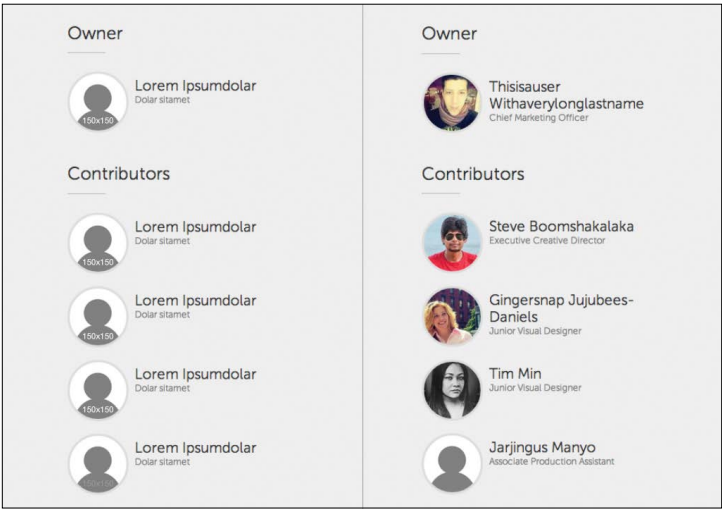 Owner
Lorem Ipsumdolar
Dolar sitamet
150x150
Contributors
Lorem Ipsumdolar
Dolar sitamet
150x150
Lorem Ipsumdolar
Dolar sitamet
150x150
Lorem Ipsumdolar
Dolar sitamet
150x150
Lorem Ipsumdolar
Dolar sitamet
150x150
Owner
Thisisauser
Withaverylonglastname
Chief Marketing Officer
Contributors
Steve Boomshakalaka
Executive Creative Director
Gingersnap Jujubees-
Daniels
Junior Visual Designer
Tim Min
Junior Visual Designer
Jarjingus Manyo
Associate Production Assistant